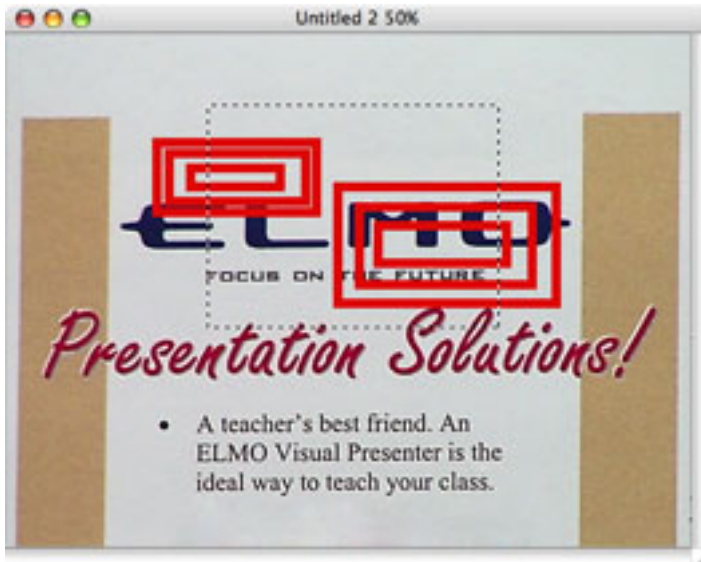 Untitled 2 50%
ELMO
FOCUS ON THE FUTURE
Presentation Solutions!
• A teacher's best friend. An
ELMO Visual Presenter is the
ideal way to teach your class.